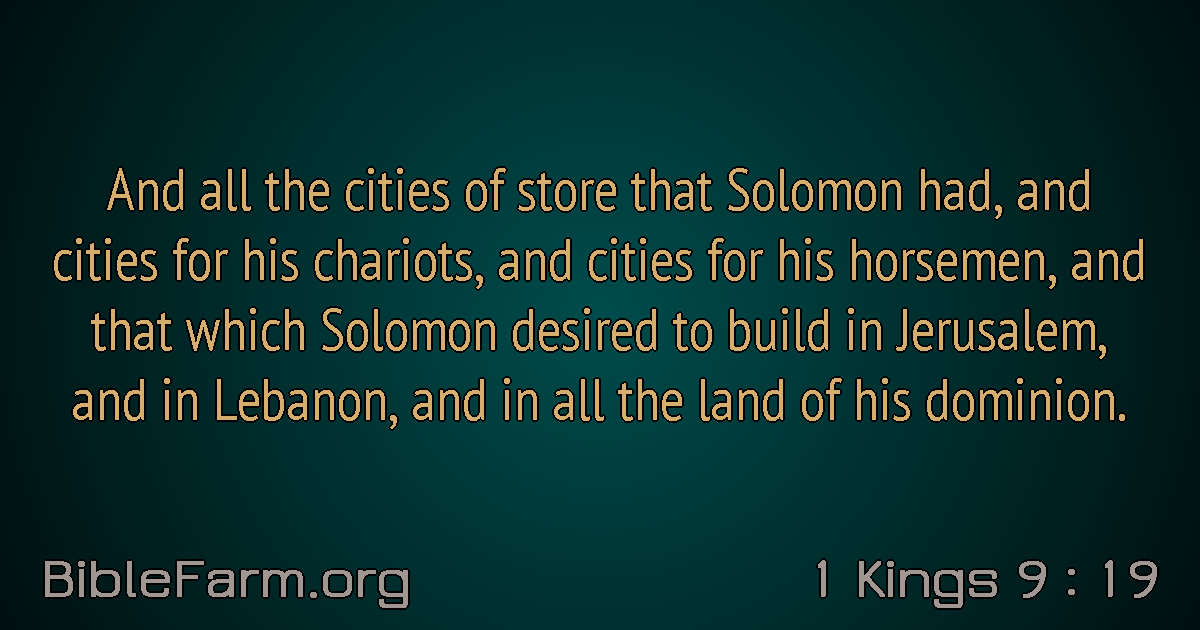 And all the cities of store that Solomon had, and
cities for his chariots, and cities for his horsemen, and
that which Solomon desired to build in Jerusalem,
and in Lebanon, and in all the land of his dominion.
BibleFarm.org
1 Kings 9 : 19